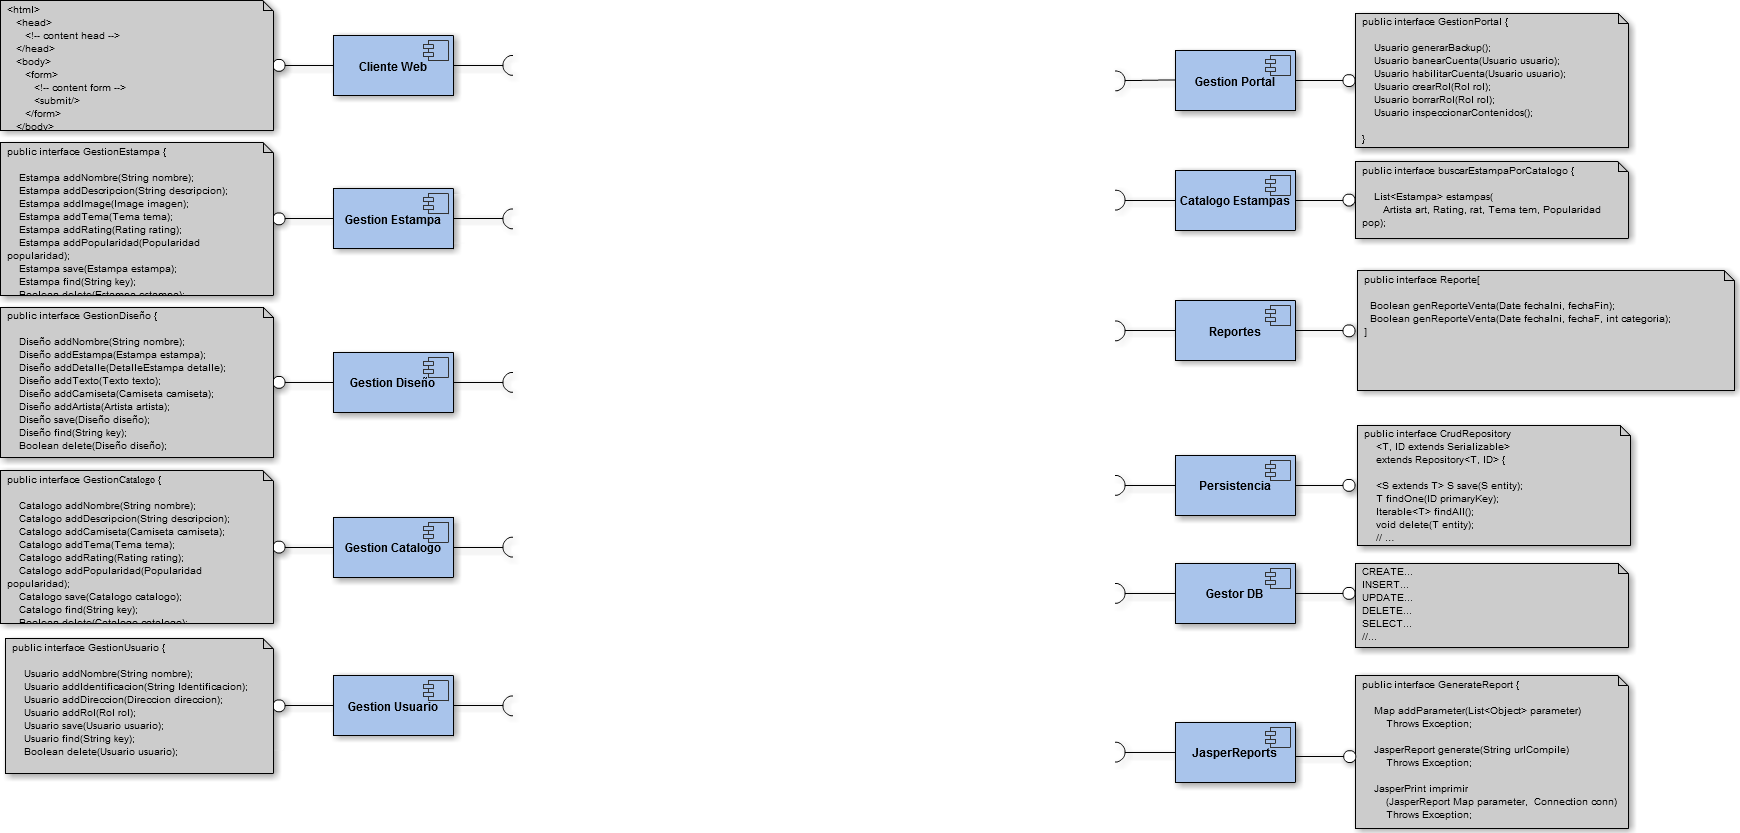 <html>
<head>
<!-- content head -->
</head>
<body>
<form>
<!-- content form -->
<submit/>
</form>
</body>
Cliente Web
public interface GestionEstampa {
Estampa addNombre(String nombre);
Estampa addDescripcion(String descripcion);
Estampa addImage(Image imagen);
Estampa addTema(Tema tema);
Estampa addRating(Rating rating);
Estampa addPopularidad(Popularidad
popularidad);
Estampa save(Estampa estampa);
Estampa find(String key);
Boolean delete(Estampa estampa);
Gestion Estampa
public interface GestionDiseño {
Diseño addNombre(String nombre);
Diseño addEstampa(Estampa estampa);
Diseño addDetalle(DetalleEstampa detalle);
Diseño addTexto(Texto texto);
Diseño addCamiseta(Camiseta camiseta);
Diseño addArtista(Artista artista);
Diseño save(Diseño diseño);
Diseño find(String key);
Boolean delete(Diseño diseño);
Gestion Diseño
public interface GestionCatalogo {
Catalogo addNombre(String nombre);
Catalogo addDescripcion(String descripcion);
Catalogo addCamiseta(Camiseta camiseta);
Catalogo addTema(Tema tema);
Catalogo addRating(Rating rating);
Catalogo addPopularidad(Popularidad
popularidad);
Catalogo save(Catalogo catalogo);
Catalogo find(String key);
Boolean delete(Catalogo catalogo);
Gestion Catalogo
public interface GestionUsuario {
Usuario addNombre(String nombre);
Usuario addIdentificacion(String Identificacion);
Usuario addDireccion(Direccion direccion);
Usuario addRol(Rol rol);
Usuario save(Usuario usuario);
Usuario find(String key);
Boolean delete(Usuario usuario);
Gestion Usuario
Gestion Portal
public interface GestionPortal {
Usuario generarBackup();
Usuario banearCuenta(Usuario usuario);
Usuario habilitarCuenta(Usuario usuario);
Usuario crearRol(Rol rol);
Usuario borrarRol(Rol rol);
Usuario inspeccionarContenidos();
}
Catalogo Estampas
public interface buscarEstampaPorCatalogo {
List<Estampa> estampas(
Artista art, Rating, rat, Tema tem, Popularidad
pop);
Reportes
public interface Reporte[
Boolean genReporteVenta(Date fechaIni, fechaFin);
Boolean genReporteVenta(Date fechaIni, fechaF, int categoria);
]
Persistencia
public interface CrudRepository
<T, ID extends Serializable>
extends Repository<T, ID> {
<S extends T> S save(S entity);
T findOne(ID primaryKey);
Iterable<T> findAll();
void delete(T entity);
// ...
Gestor DB
CREATE...
INSERT...
UPDATE...
DELETE...
SELECT...
//...
JasperReports
public interface GenerateReport {
Map addParameter(List<Object> parameter)
Throws Exception;
JasperReport generate(String urlCompile)
Throws Exception;
JasperPrint imprimir
(JasperReport Map parameter, Connection conn)
Throws Exception;